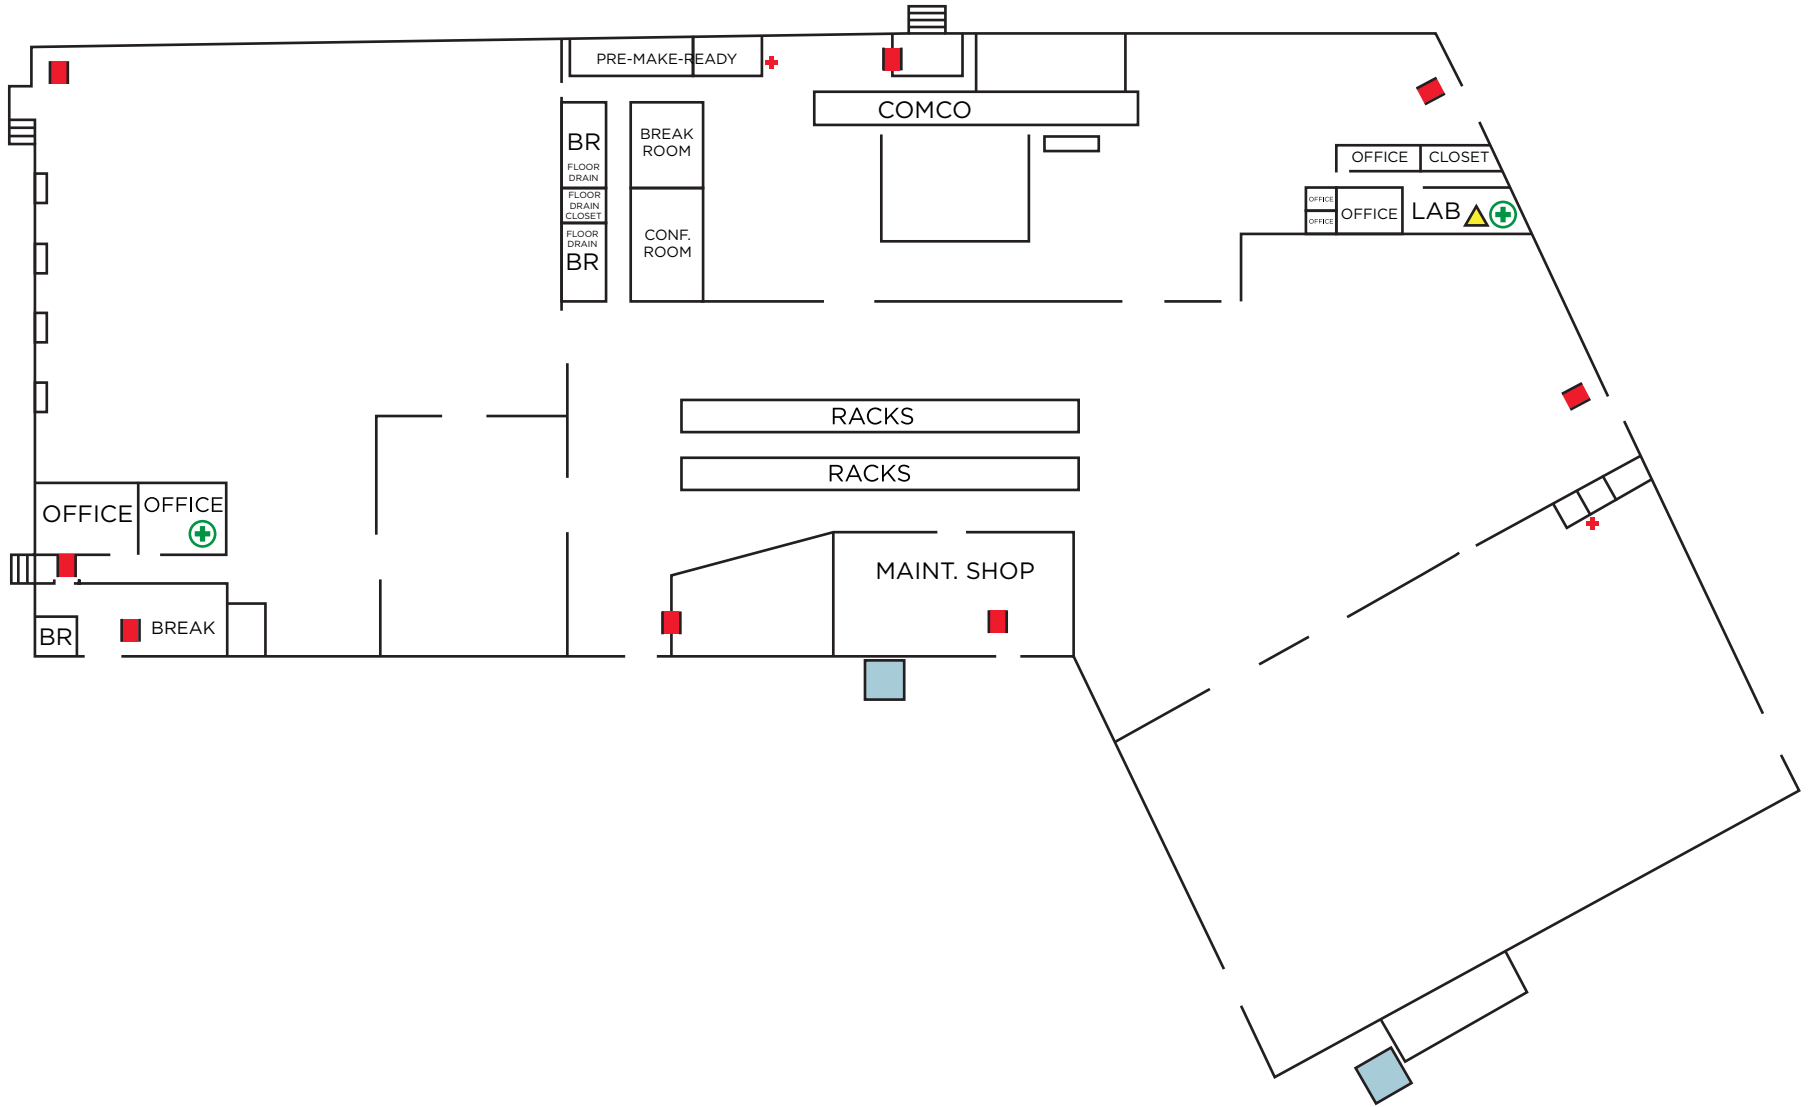 PRE-MAKE-READY
COMCO
BR
FLOOR
DRAIN
FLOOR
DRAIN
CLOSET
FLOOR
DRAIN
BR
BREAK
ROOM
CONF.
ROOM
OFFICE
CLOSET
OFFICE
OFFICE
OFFICE
LAB
RACKS
RACKS
OFFICE
OFFICE
MAINT. SHOP
BR
BREAK